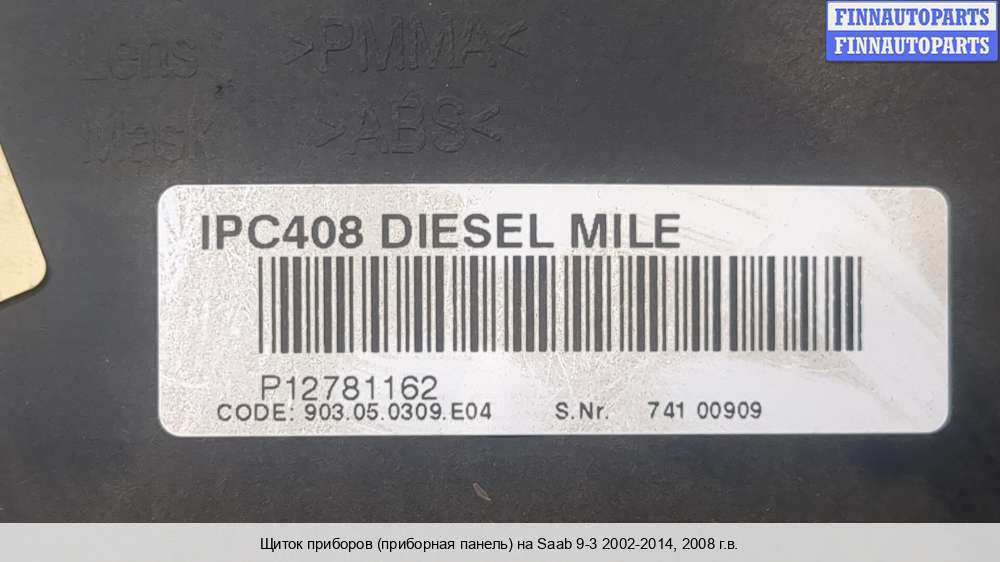 FINNAUTOPARTS
FINNAUTOPARTS
Lens >PMMA<
Mask >ABS<
IPC408 DIESEL MILE
P12781162
CODE: 903.05.0309.E04 S.Nr. 741 00909
Щиток приборов (приборная панель) на Saab 9-3 2002-2014, 2008 г.в.